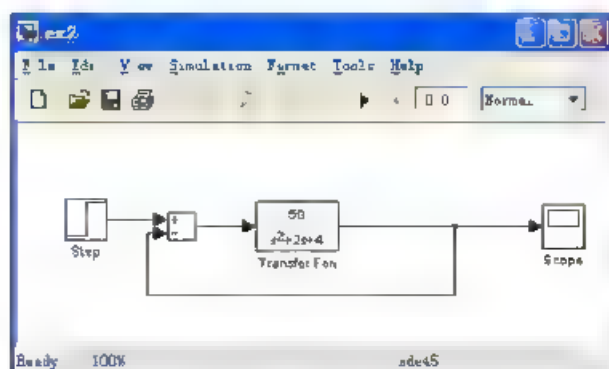 ex2
File Edit View Simulation Format Tools Help
Normal
+
-
50
s²+2s+4
Step
Transfer Fcn
Scope
Ready 100% ode45